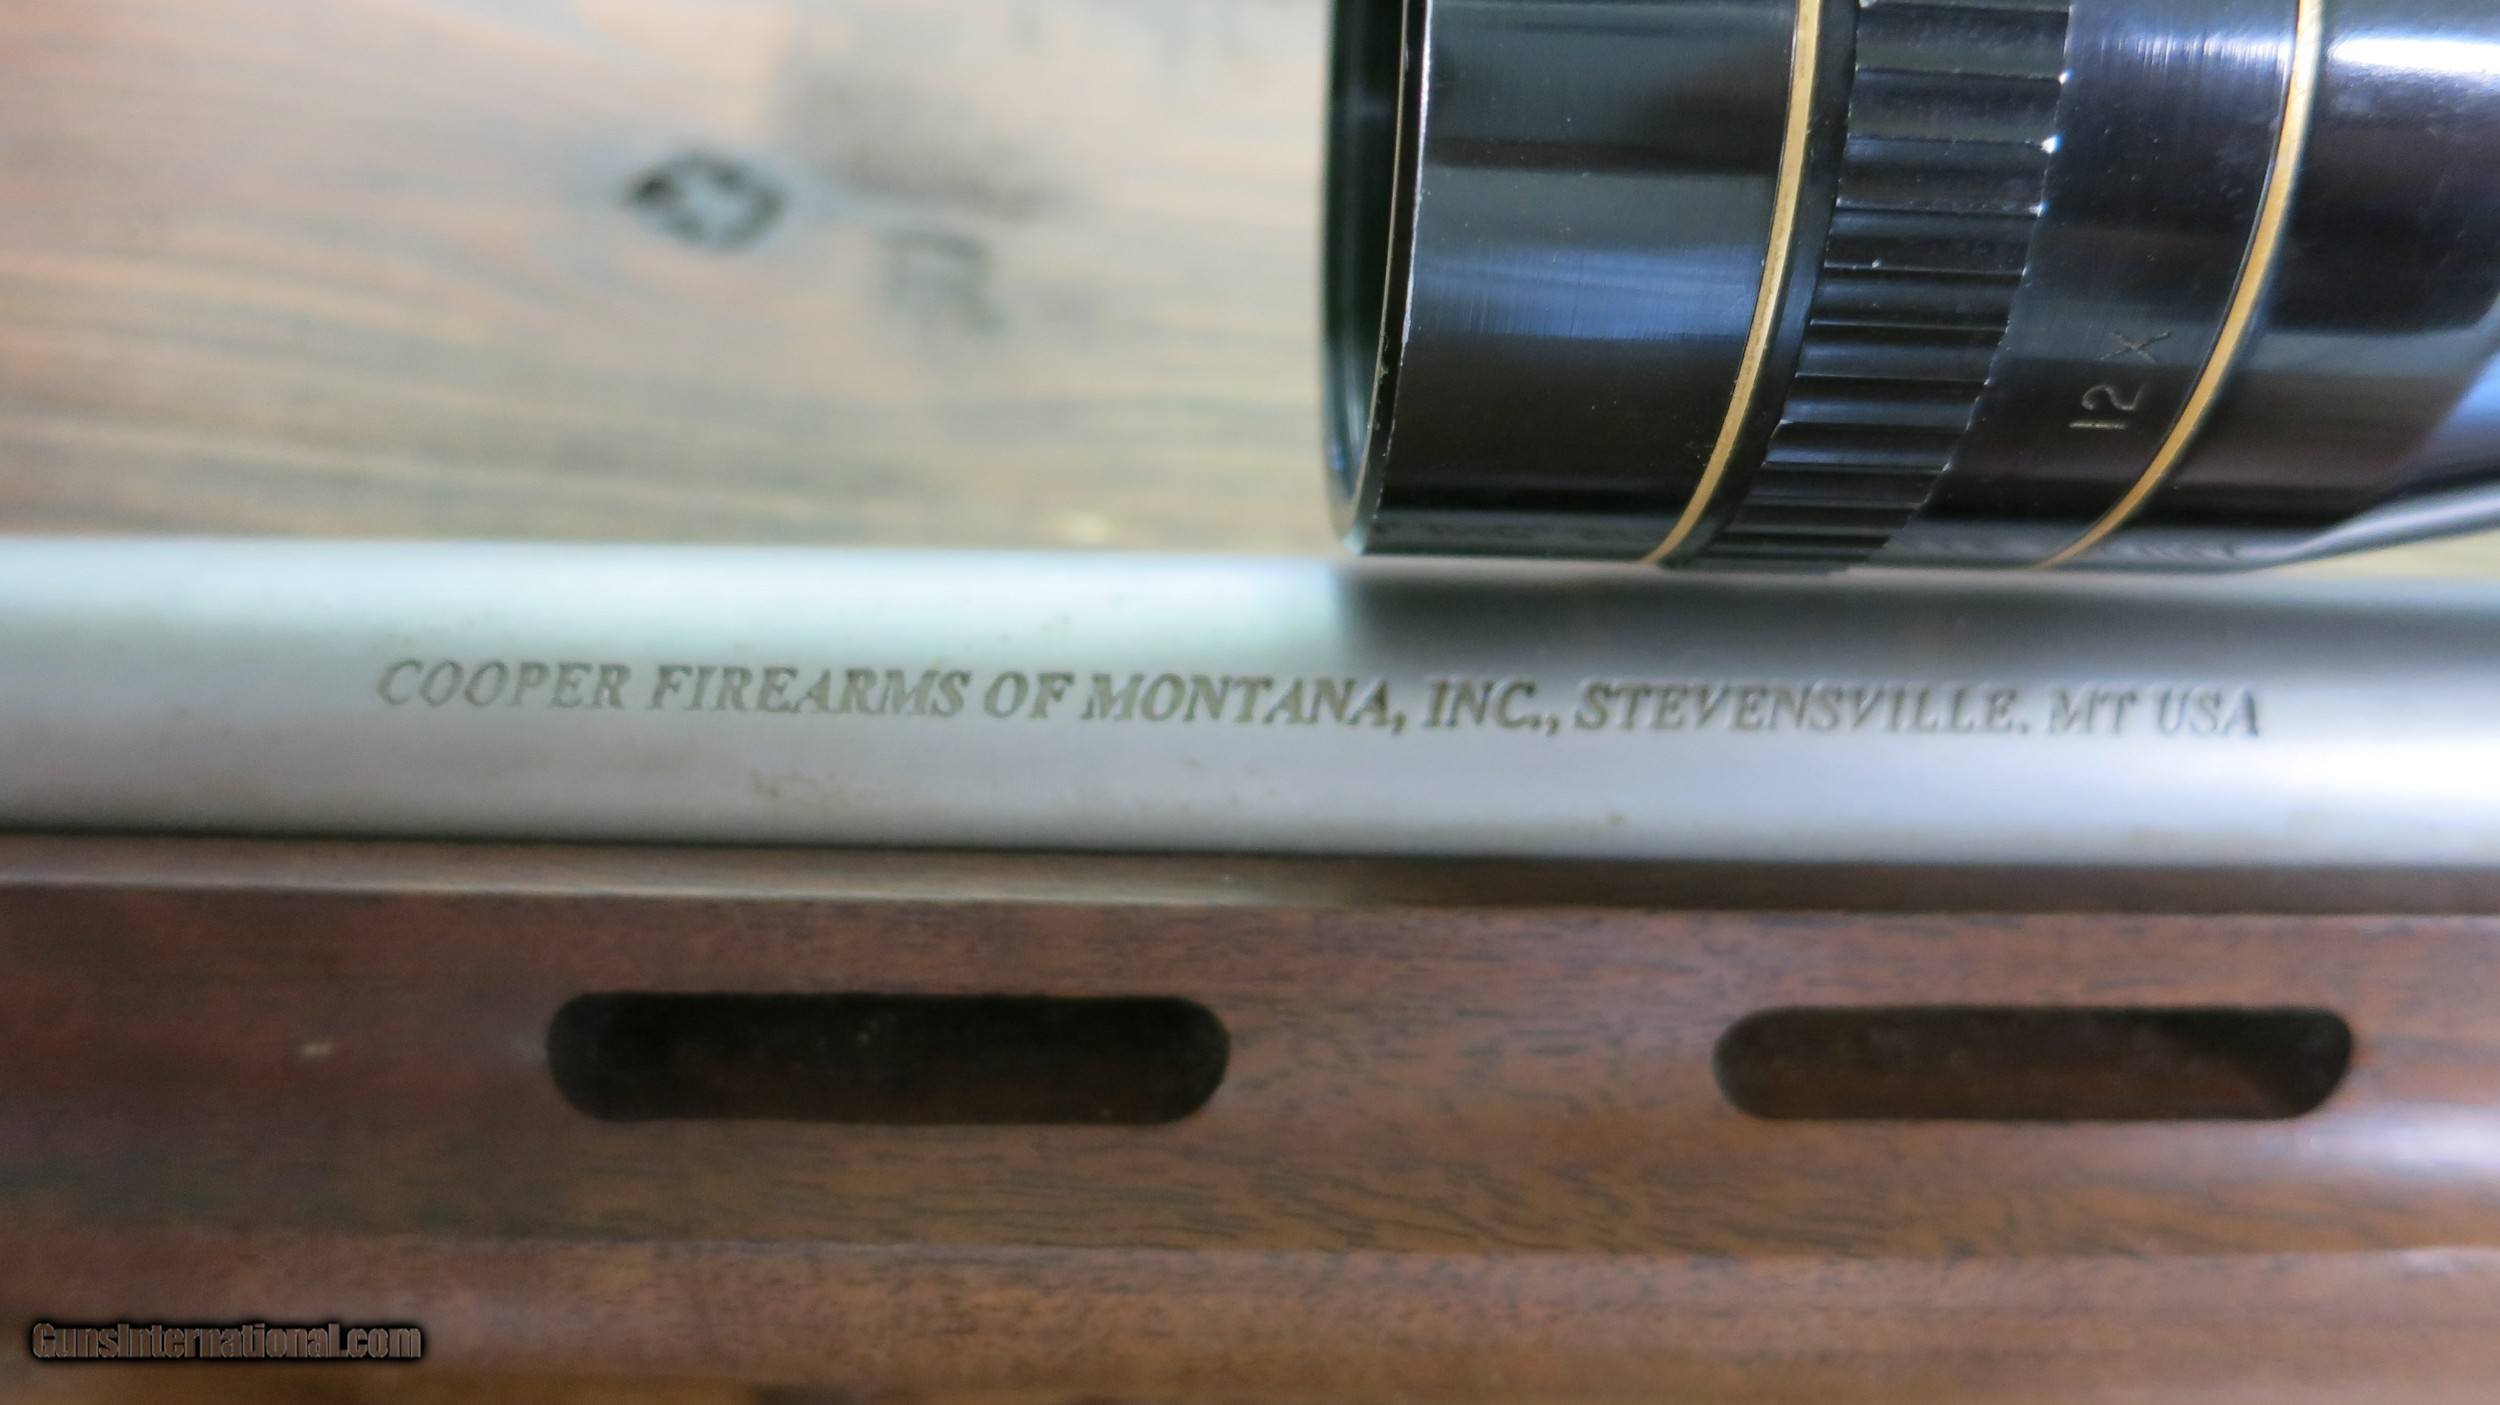 12 X
COOPER FIREARMS OF MONTANA, INC., STEVENSVILLE. MT USA
GunsInternational.com